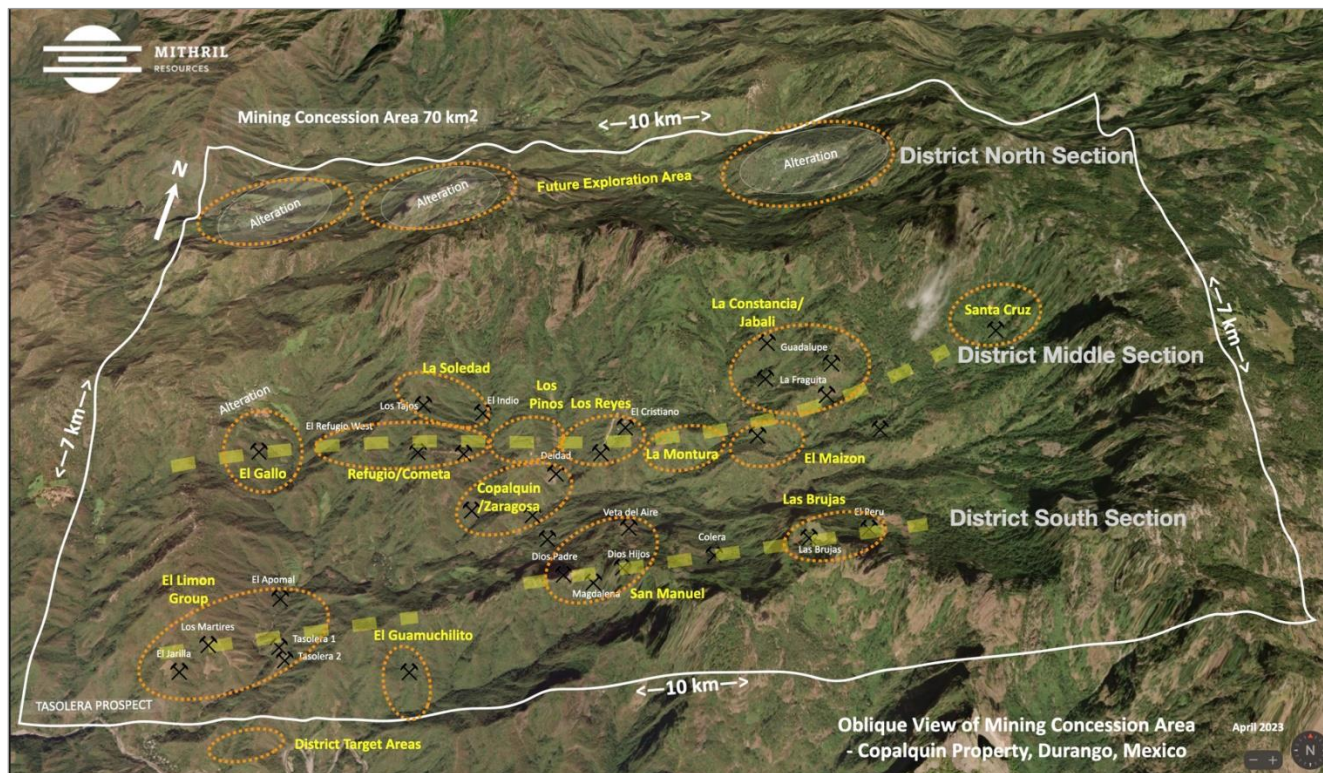 MITHRIL
RESOURCES
Mining Concession Area 70 km2
<—10 km—>
District North Section
Alteration
Alteration
Alteration
Future Exploration Area
N
<—7 km—>
<—7 km—>
La Constancia/
Jabali
Guadalupe
La Fraguita
Santa Cruz
District Middle Section
La Soledad
Los Tajos
El Indio
Los
Pinos
Los Reyes
El Cristiano
Alteration
El Refugio West
El Gallo
Refugio/Cometa
Deidad
La Montura
El Maizon
Copalquin
/Zaragosa
Las Brujas
El Peru
Las Brujas
District South Section
Veta del Aire
Colera
Dios Padre
Dios Hijos
Magdalena
San Manuel
El Limon
Group
El Apomal
Los Martires
El Jarilla
Tasolera 1
Tasolera 2
El Guamuchilito
TASOLERA PROSPECT
<—10 km—>
District Target Areas
Oblique View of Mining Concession Area
- Copalquin Property, Durango, Mexico
April 2023
N